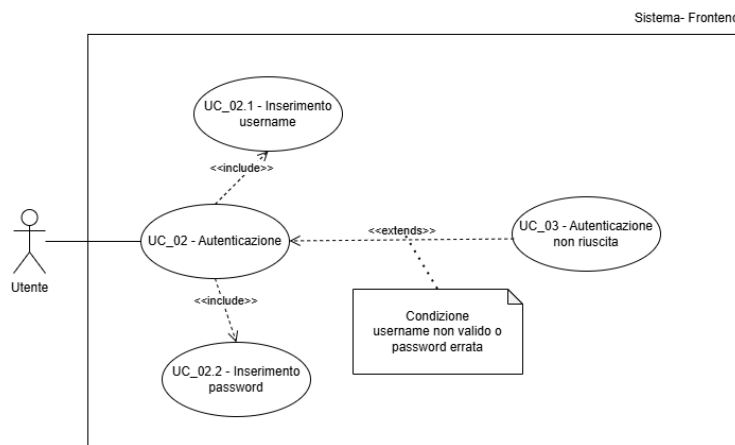 Sistema- Frontend
UC_02.1 - Inserimento
username
<<include>>
UC_02 - Autenticazione
<<extends>>
UC_03 - Autenticazione
non riuscita
Utente
<<include>>
Condizione
username non valido o
password errata
UC_02.2 - Inserimento
password